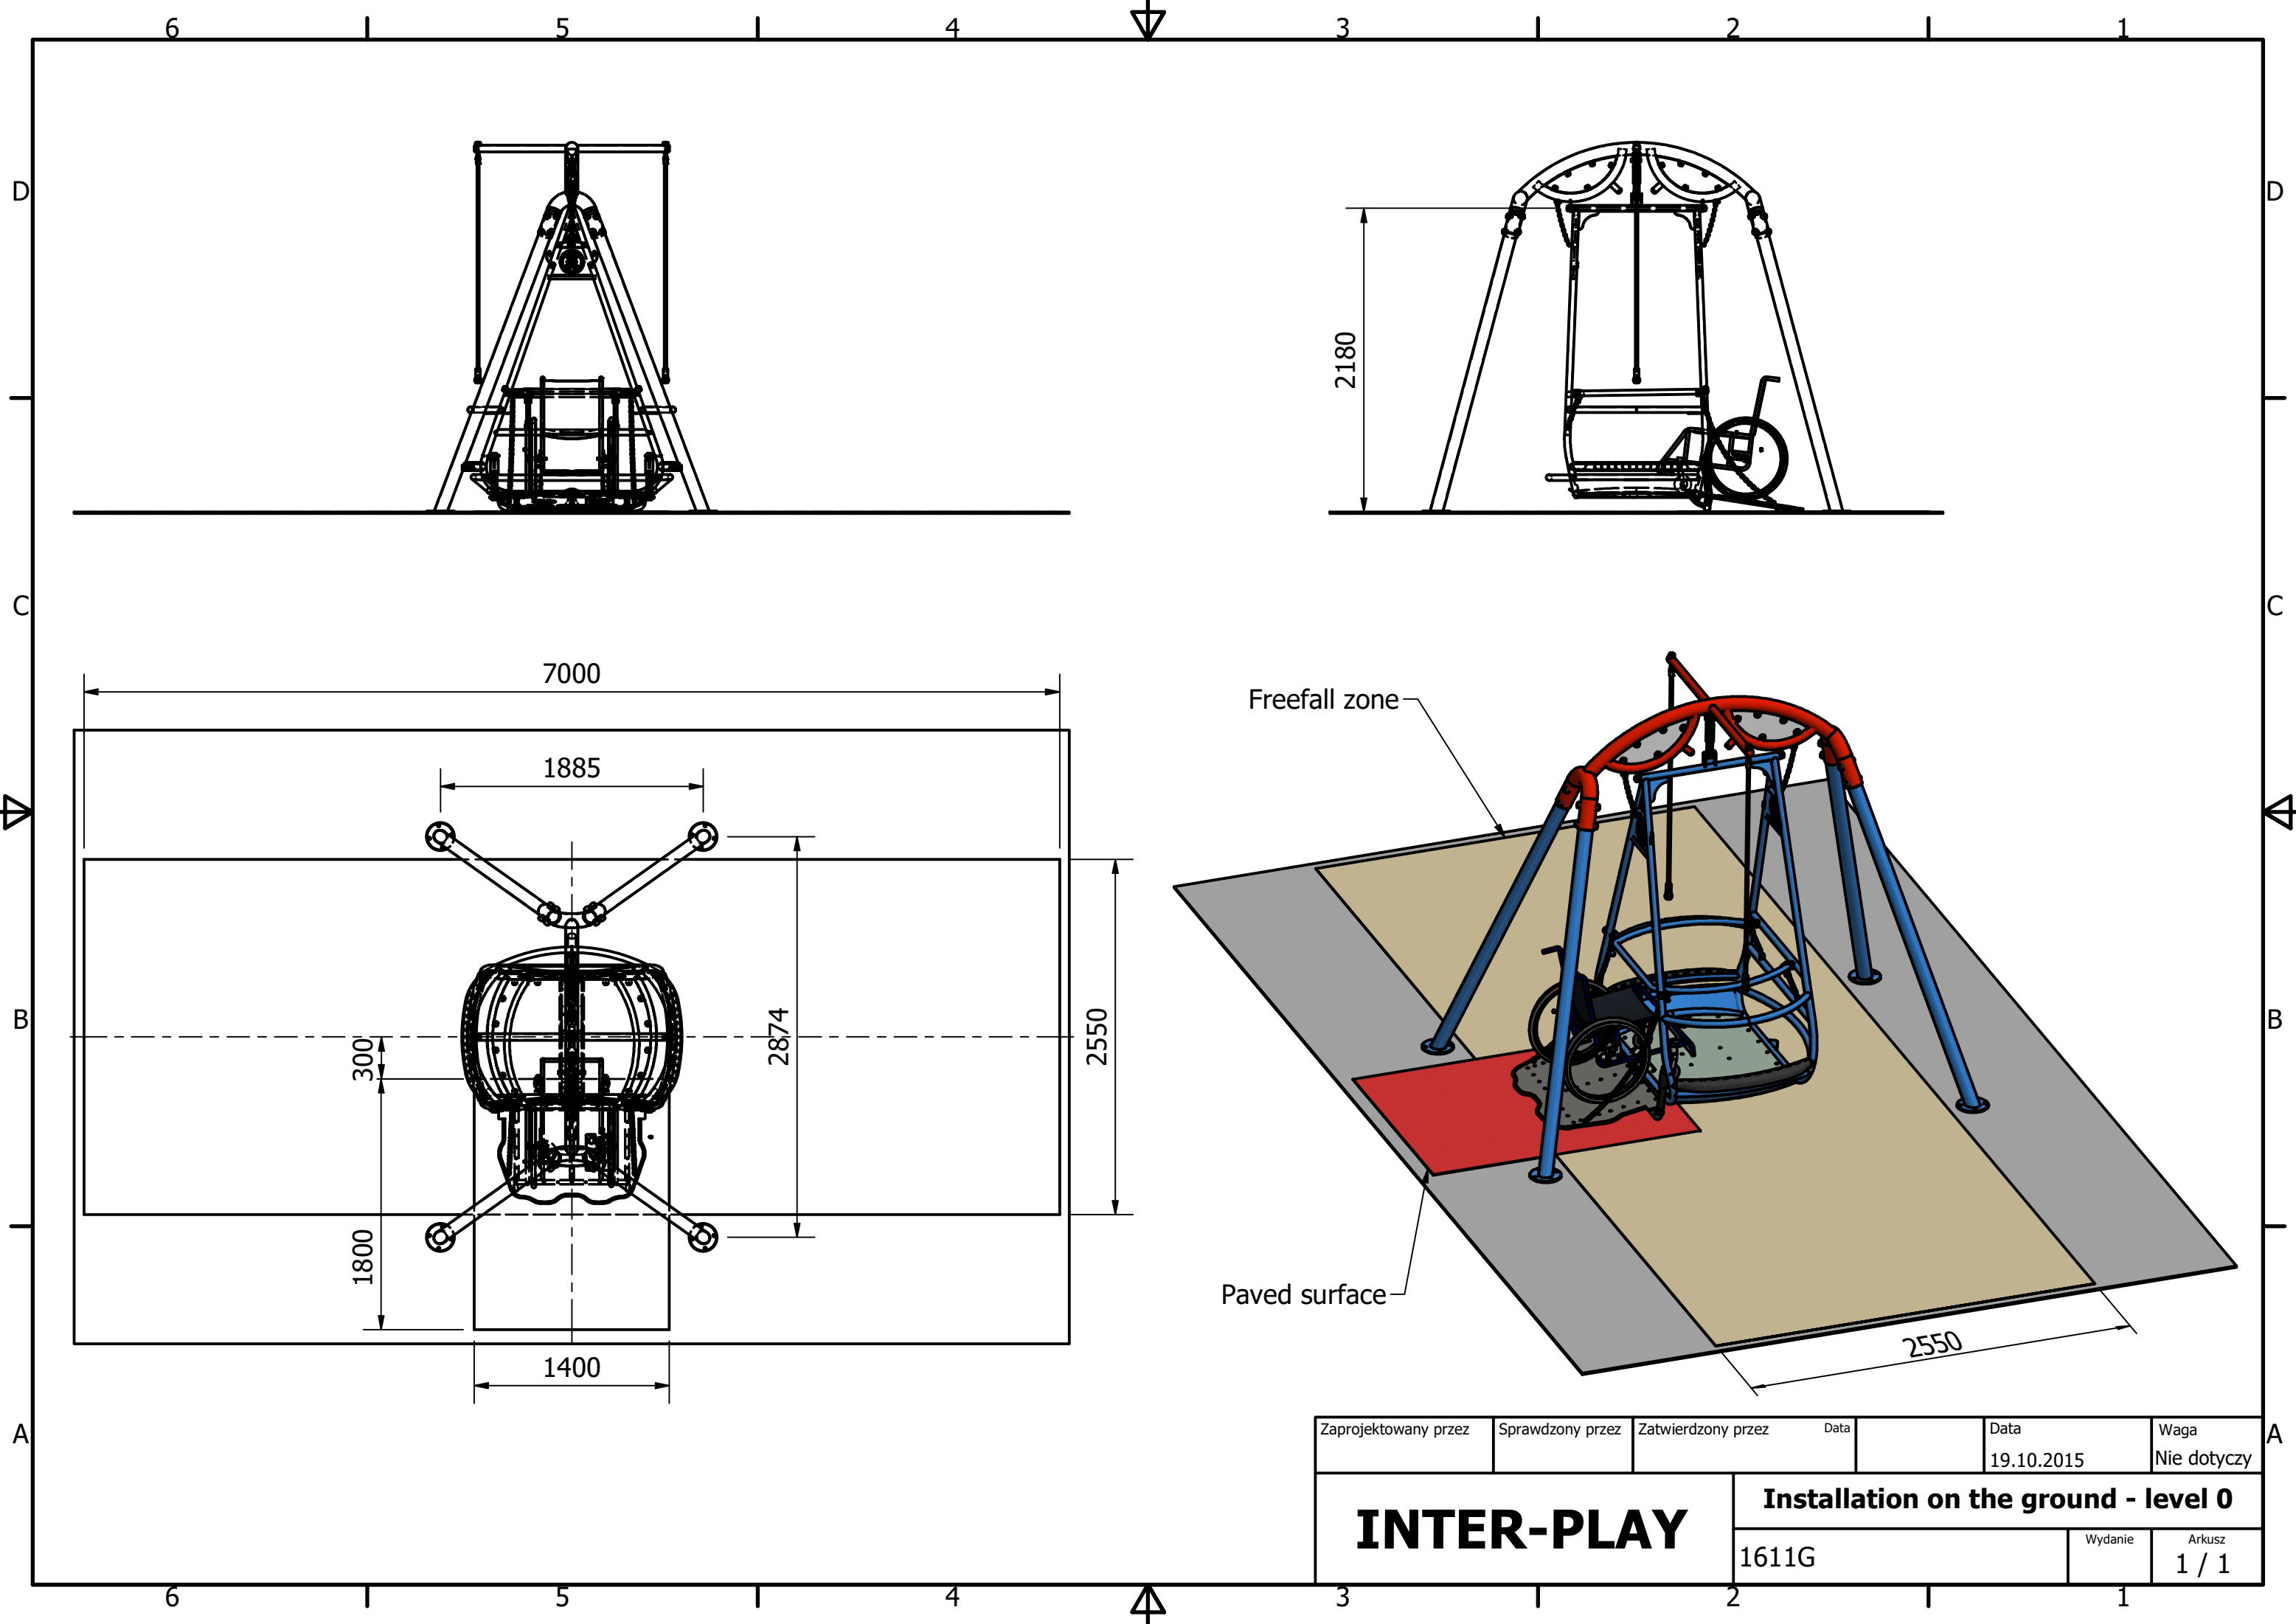 6 5 4 3 2 1
D D
2180
C C
7000
Freefall zone
1885
B B
300
2874
2550
1800
Paved surface
2550
1400
A A
Zaprojektowany przez Sprawdzony przez Zatwierdzony przez Data Data Waga
19.10.2015 Nie dotyczy
INTER-PLAY
Installation on the ground - level 0
1611G
Wydanie Arkusz
1 / 1
6 5 4 3 2 1